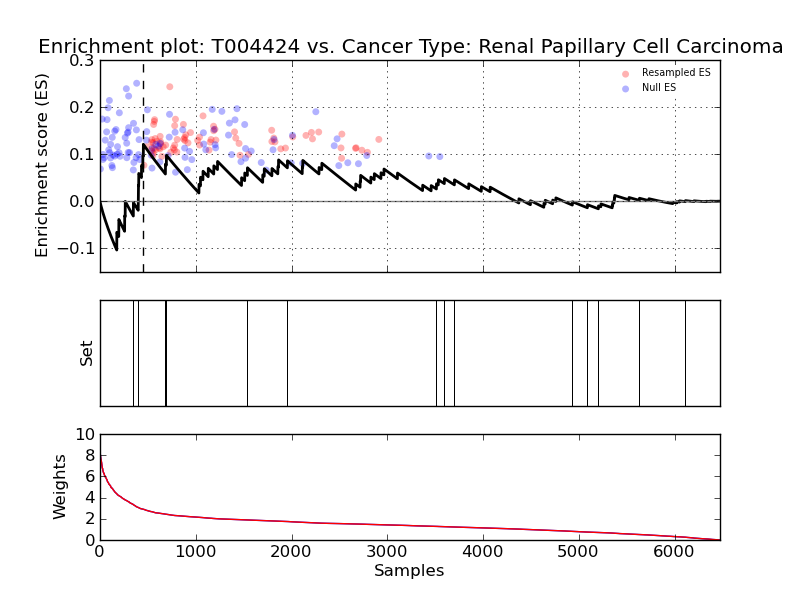 Enrichment plot: T004424 vs. Cancer Type: Renal Papillary Cell Carcinoma
Enrichment score (ES)
0.3
0.2
0.1
0.0
−0.1
Resampled ES
Null ES
Set
Weights
10
8
6
4
2
0
0 1000 2000 3000 4000 5000 6000
Samples